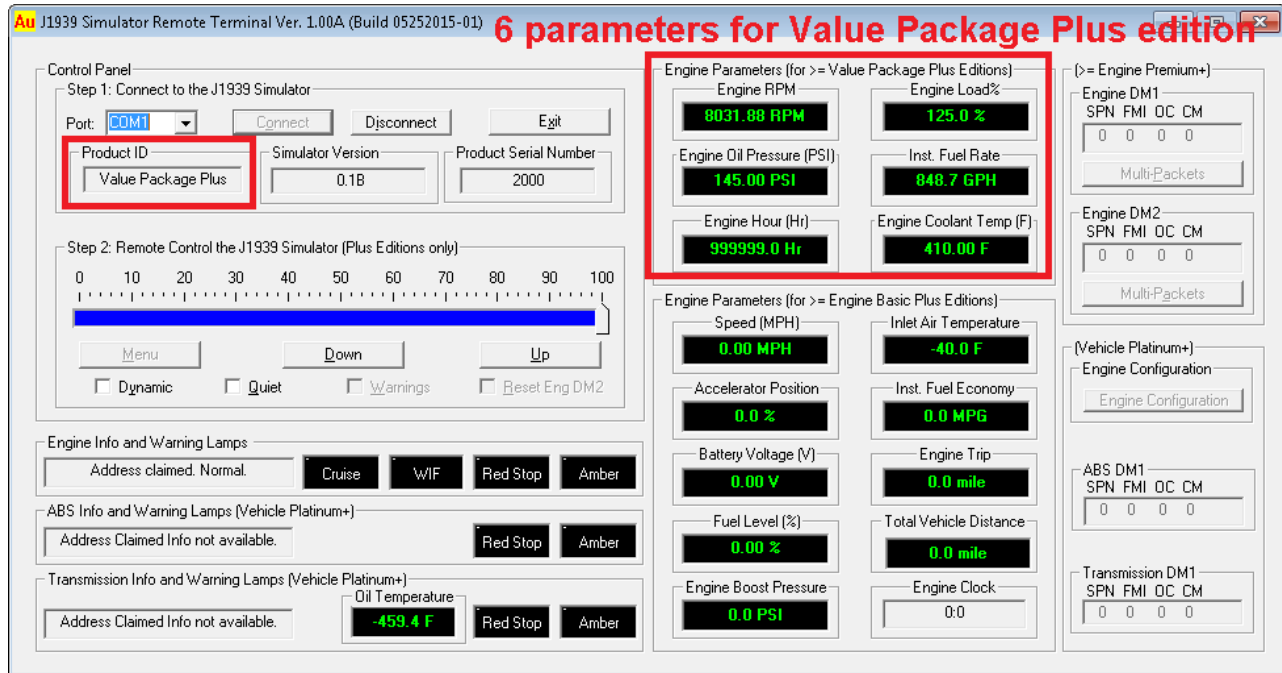 Au J1939 Simulator Remote Terminal Ver. 1.00A (Build 05252015-01)
6 parameters for Value Package Plus edition
Control Panel
Step 1: Connect to the J1939 Simulator
Port: COM1 Connect Disconnect Exit
Product ID Simulator Version Product Serial Number
Value Package Plus 0.1B 2000
Step 2: Remote Control the J1939 Simulator (Plus Editions only)
0 10 20 30 40 50 60 70 80 90 100
Menu Down Up
Dynamic Quiet Warnings Reset Eng DM2
Engine Info and Warning Lamps
Address claimed. Normal. Cruise WIF Red Stop Amber
ABS Info and Warning Lamps (Vehicle Platinum+)
Address Claimed Info not available. Red Stop Amber
Transmission Info and Warning Lamps (Vehicle Platinum+)
Oil Temperature
Address Claimed Info not available. -459.4 F Red Stop Amber
Engine Parameters (for >= Value Package Plus Editions)
Engine RPM Engine Load%
8031.88 RPM 125.0 %
Engine Oil Pressure (PSI) Inst. Fuel Rate
145.00 PSI 848.7 GPH
Engine Hour (Hr) Engine Coolant Temp (F)
999999.0 Hr 410.00 F
Engine Parameters (for >= Engine Basic Plus Editions)
Speed (MPH) Inlet Air Temperature
0.00 MPH -40.0 F
Accelerator Position Inst. Fuel Economy
0.0 % 0.0 MPG
Battery Voltage (V) Engine Trip
0.00 V 0.0 mile
Fuel Level (%) Total Vehicle Distance
0.00 % 0.0 mile
Engine Boost Pressure Engine Clock
0.0 PSI 0:0
(>= Engine Premium+)
Engine DM1
SPN FMI OC CM
0 0 0 0
Multi-Packets
Engine DM2
SPN FMI OC CM
0 0 0 0
Multi-Packets
(Vehicle Platinum+)
Engine Configuration
Engine Configuration
ABS DM1
SPN FMI OC CM
0 0 0 0
Transmission DM1
SPN FMI OC CM
0 0 0 0